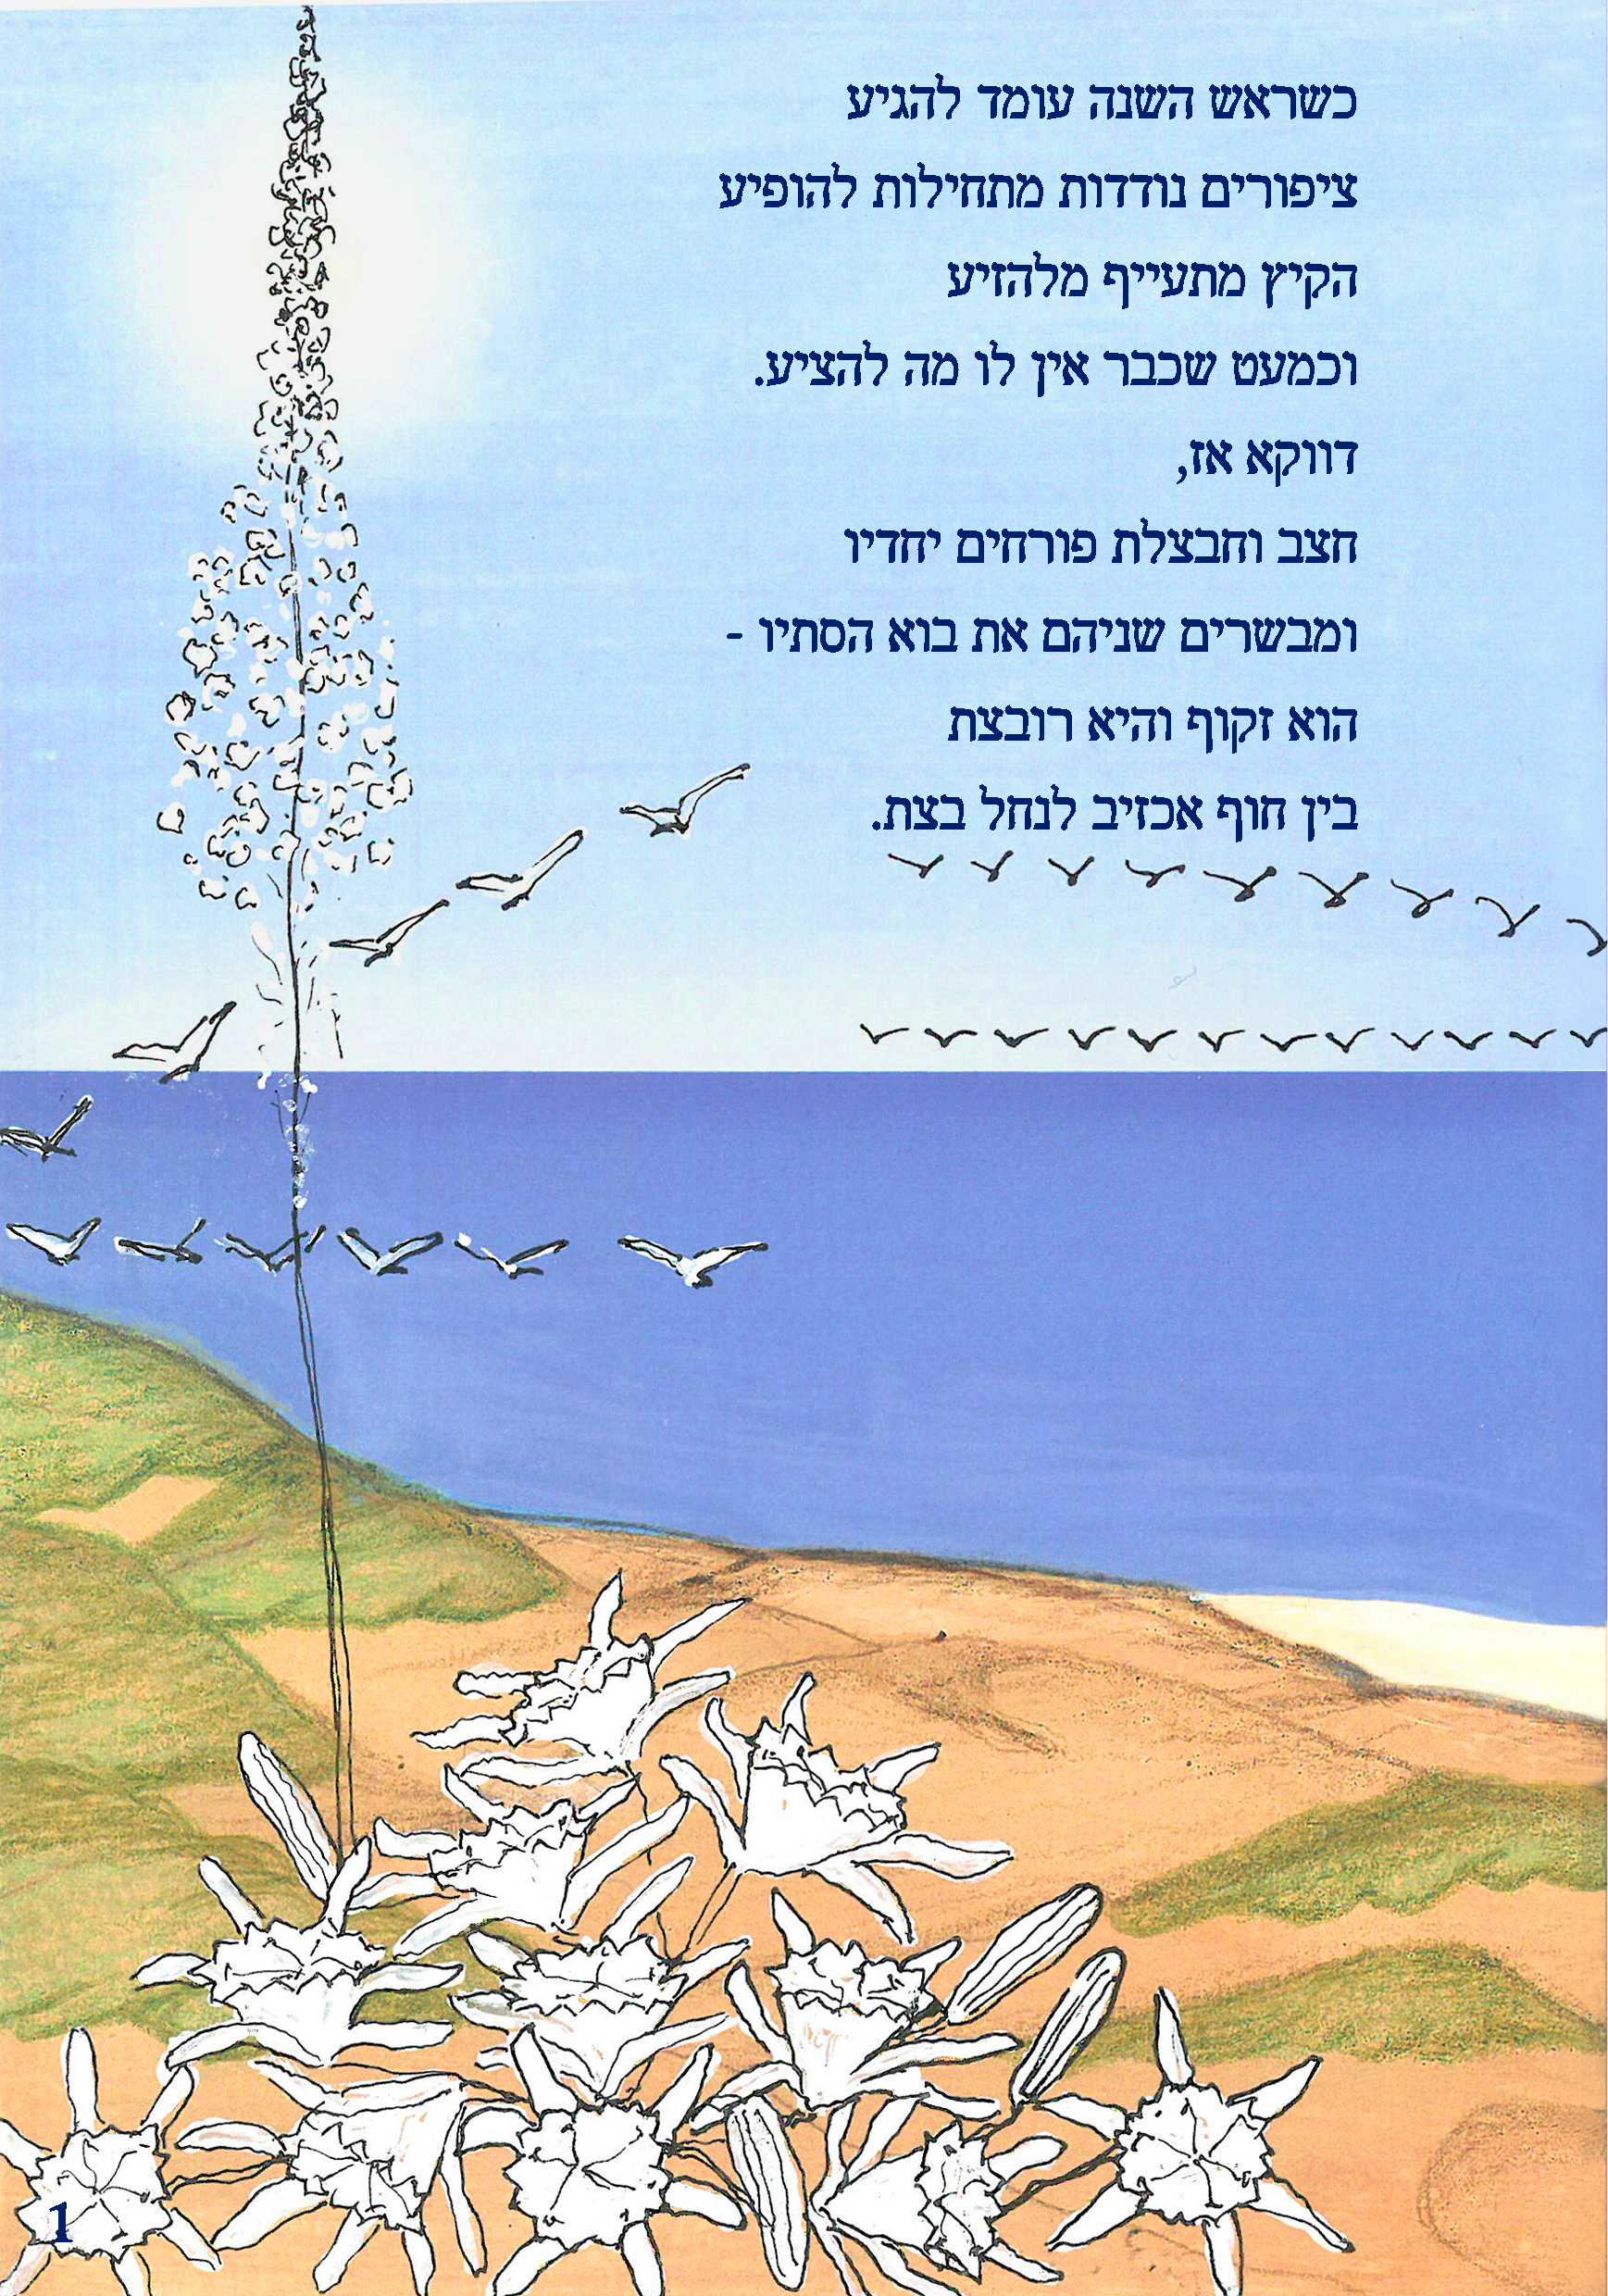 כשראש השנה עומד להגיע
ציפורים נודדות מתחילות להופיע
הקיץ מתעייף מלהזיע
וכמעט שכבר אין לו מה להציע.
דווקא אז,
חצב וחבצלת פורחים יחדיו
ומבשרים שניהם את בוא הסתיו -
הוא זקוף והיא רובצת
בין חוף אכזיב לנחל בצת.
1